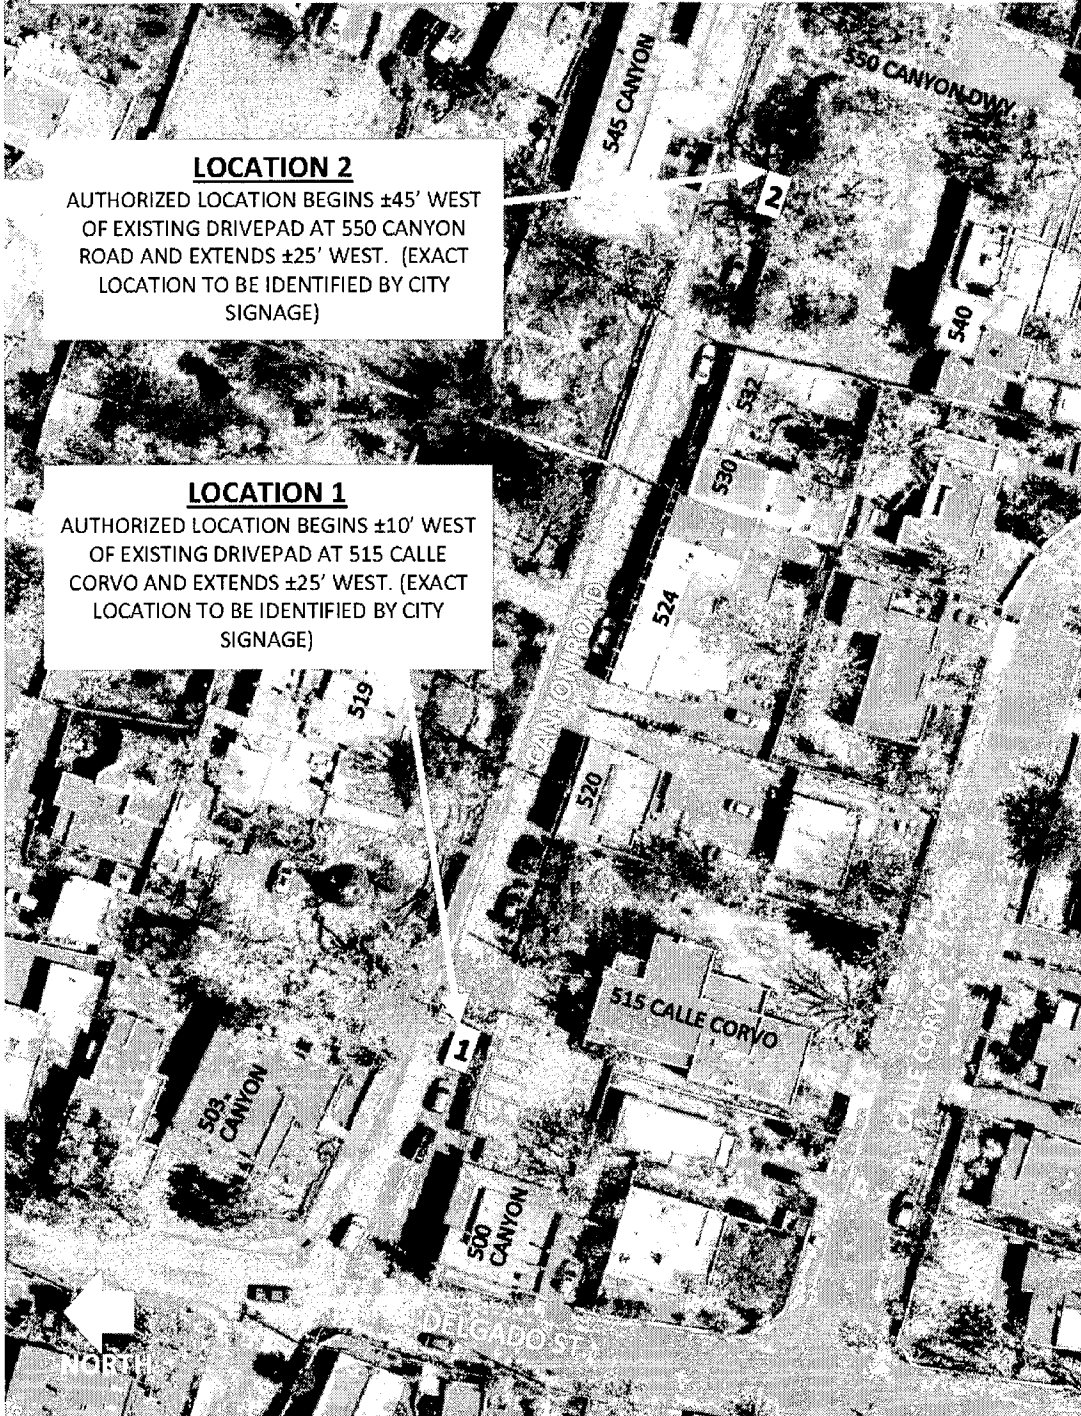 550 CANYON DWY
545 CANYON
LOCATION 2
AUTHORIZED LOCATION BEGINS ±45' WEST
OF EXISTING DRIVEPAD AT 550 CANYON
ROAD AND EXTENDS ±25' WEST. (EXACT
LOCATION TO BE IDENTIFIED BY CITY
SIGNAGE)
2
540
532
530
LOCATION 1
AUTHORIZED LOCATION BEGINS ±10' WEST
OF EXISTING DRIVEPAD AT 515 CALLE
CORVO AND EXTENDS ±25' WEST. (EXACT
LOCATION TO BE IDENTIFIED BY CITY
SIGNAGE)
524
CANYON ROAD
519
520
515 CALLE CORVO
CALLE CORVO
1
503
CANYON
500
CANYON
DELGADO ST.
NORTH